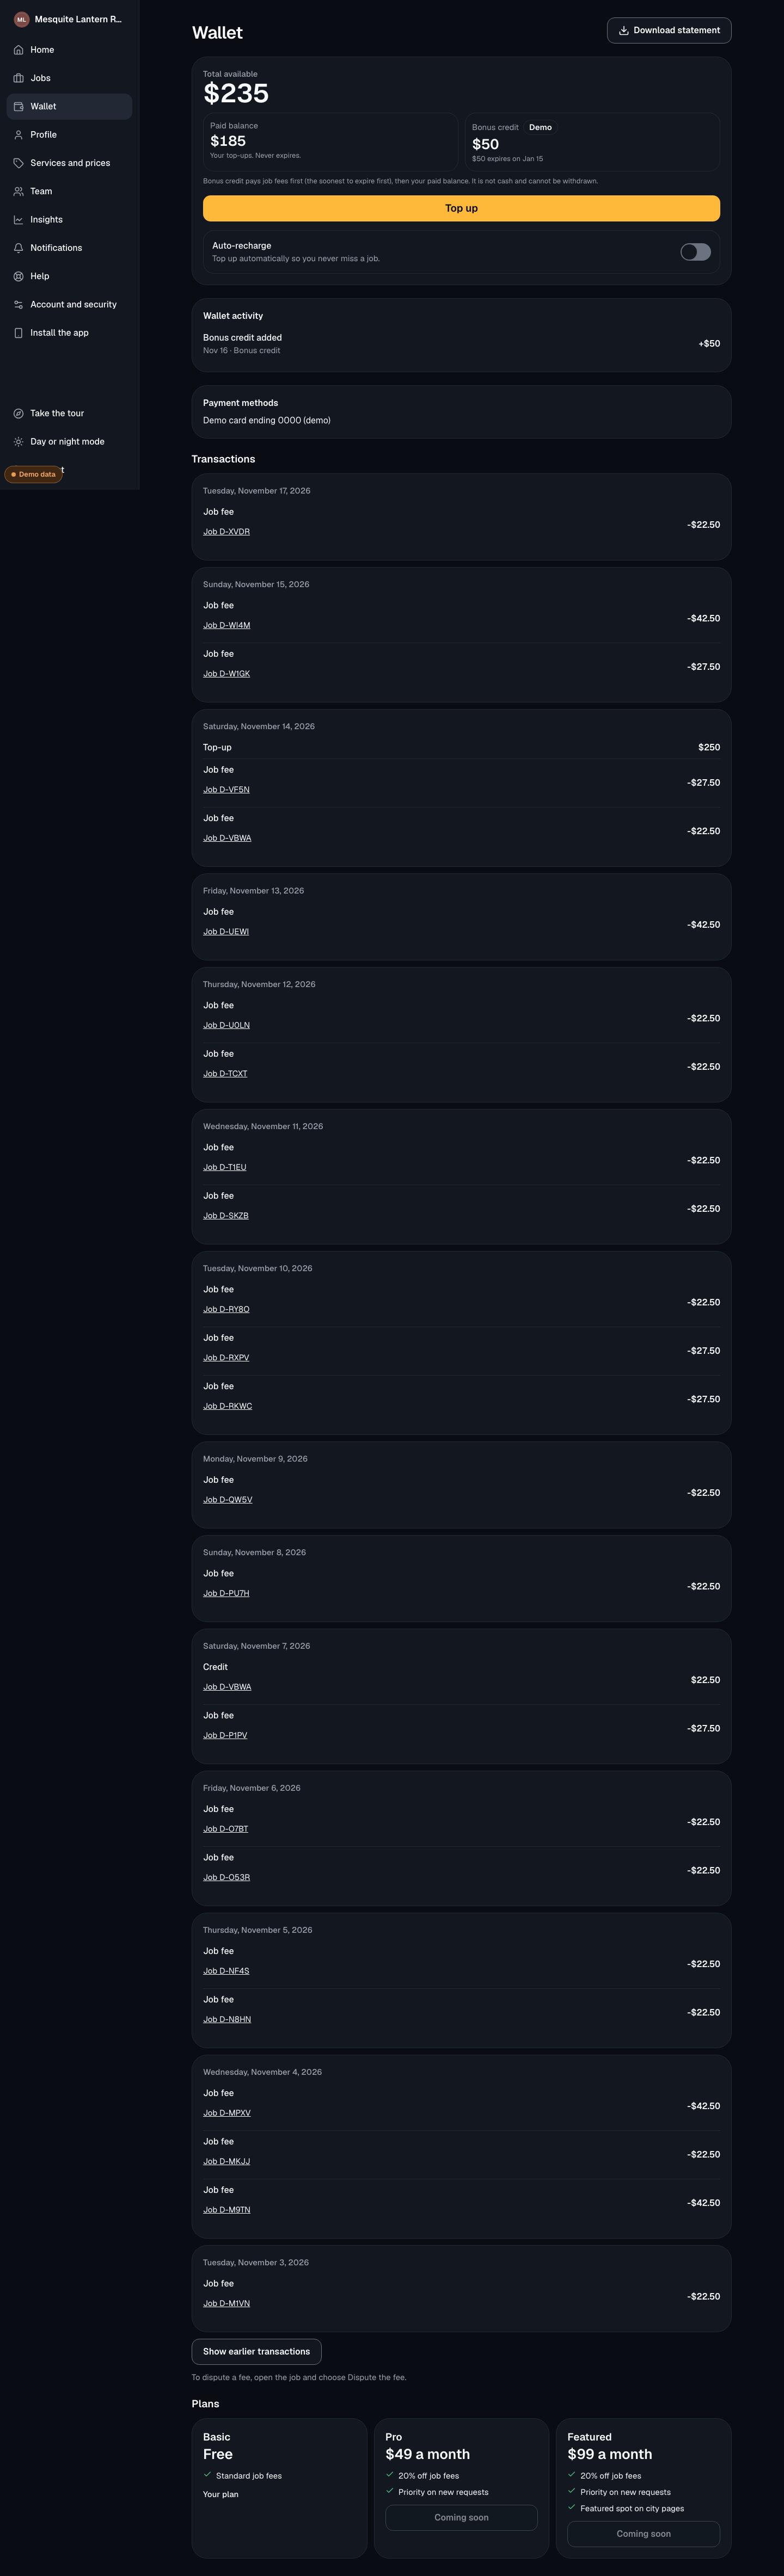 ML Mesquite Lantern R...
Home
Jobs
Wallet
Profile
Services and prices
Team
Insights
Notifications
Help
Account and security
Install the app
Take the tour
Day or night mode
Demo data
Wallet
Download statement
Total available
$235
Paid balance
$185
Your top-ups. Never expires.
Bonus credit Demo
$50
$50 expires on Jan 15
Bonus credit pays job fees first (the soonest to expire first), then your paid balance. It is not cash and cannot be withdrawn.
Top up
Auto-recharge
Top up automatically so you never miss a job.
Wallet activity
Bonus credit added
Nov 16 · Bonus credit
+$50
Payment methods
Demo card ending 0000 (demo)
Transactions
Tuesday, November 17, 2026
Job fee
Job D-XVDR
-$22.50
Sunday, November 15, 2026
Job fee
Job D-WI4M
-$42.50
Job fee
Job D-W1GK
-$27.50
Saturday, November 14, 2026
Top-up
$250
Job fee
Job D-VF5N
-$27.50
Job fee
Job D-VBWA
-$22.50
Friday, November 13, 2026
Job fee
Job D-UEWI
-$42.50
Thursday, November 12, 2026
Job fee
Job D-U0LN
-$22.50
Job fee
Job D-TCXT
-$22.50
Wednesday, November 11, 2026
Job fee
Job D-T1EU
-$22.50
Job fee
Job D-SKZB
-$22.50
Tuesday, November 10, 2026
Job fee
Job D-RY8O
-$22.50
Job fee
Job D-RXPV
-$27.50
Job fee
Job D-RKWC
-$27.50
Monday, November 9, 2026
Job fee
Job D-QW5V
-$22.50
Sunday, November 8, 2026
Job fee
Job D-PU7H
-$22.50
Saturday, November 7, 2026
Credit
Job D-VBWA
$22.50
Job fee
Job D-P1PV
-$27.50
Friday, November 6, 2026
Job fee
Job D-O7BT
-$22.50
Job fee
Job D-O53R
-$22.50
Thursday, November 5, 2026
Job fee
Job D-NF4S
-$22.50
Job fee
Job D-N8HN
-$22.50
Wednesday, November 4, 2026
Job fee
Job D-MPXV
-$42.50
Job fee
Job D-MKJJ
-$22.50
Job fee
Job D-M9TN
-$42.50
Tuesday, November 3, 2026
Job fee
Job D-M1VN
-$22.50
Show earlier transactions
To dispute a fee, open the job and choose Dispute the fee.
Plans
Basic
Free
Standard job fees
Your plan
Pro
$49 a month
20% off job fees
Priority on new requests
Coming soon
Featured
$99 a month
20% off job fees
Priority on new requests
Featured spot on city pages
Coming soon